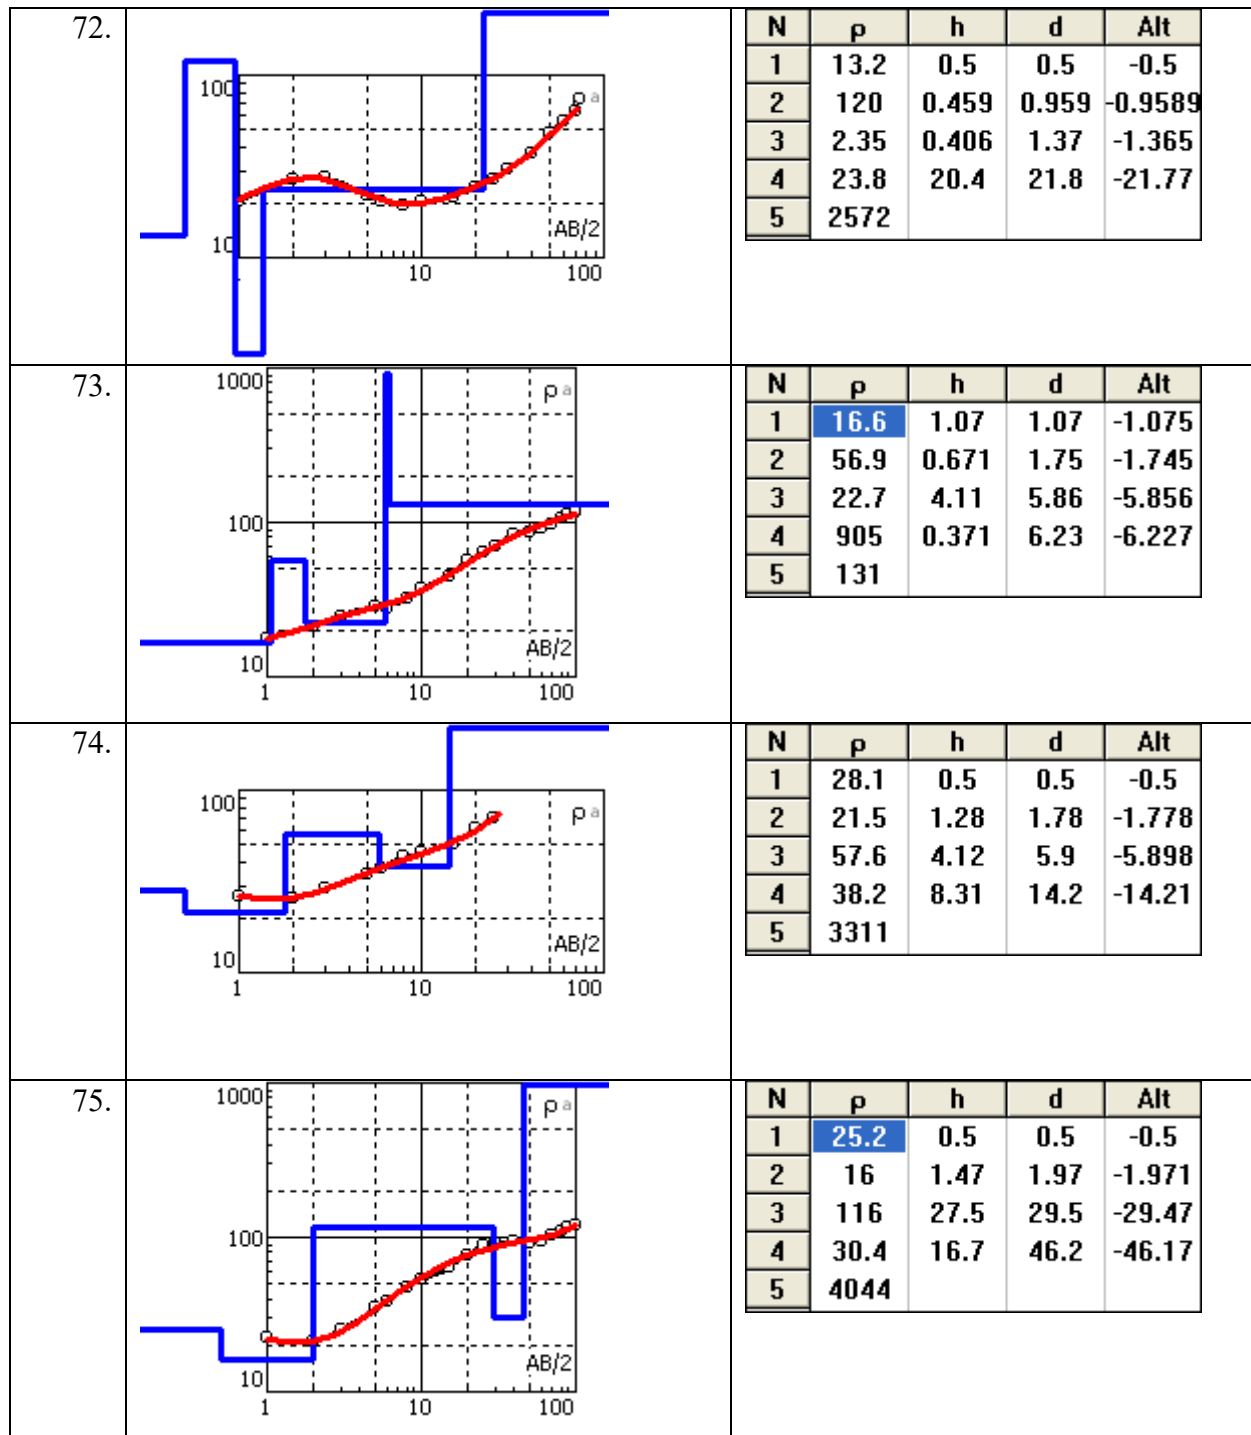 72.
100
ρa
10
AB/2
10 100
N ρ h d Alt
1 13.2 0.5 0.5 -0.5
2 120 0.459 0.959 -0.9589
3 2.35 0.406 1.37 -1.365
4 23.8 20.4 21.8 -21.77
5 2572
73.
1000
ρa
100
AB/2
10
1 10 100
N ρ h d Alt
1 16.6 1.07 1.07 -1.075
2 56.9 0.671 1.75 -1.745
3 22.7 4.11 5.86 -5.856
4 905 0.371 6.23 -6.227
5 131
74.
100
ρa
AB/2
10
1 10 100
N ρ h d Alt
1 28.1 0.5 0.5 -0.5
2 21.5 1.28 1.78 -1.778
3 57.6 4.12 5.9 -5.898
4 38.2 8.31 14.2 -14.21
5 3311
75.
1000
ρa
100
AB/2
10
1 10 100
N ρ h d Alt
1 25.2 0.5 0.5 -0.5
2 16 1.47 1.97 -1.971
3 116 27.5 29.5 -29.47
4 30.4 16.7 46.2 -46.17
5 4044